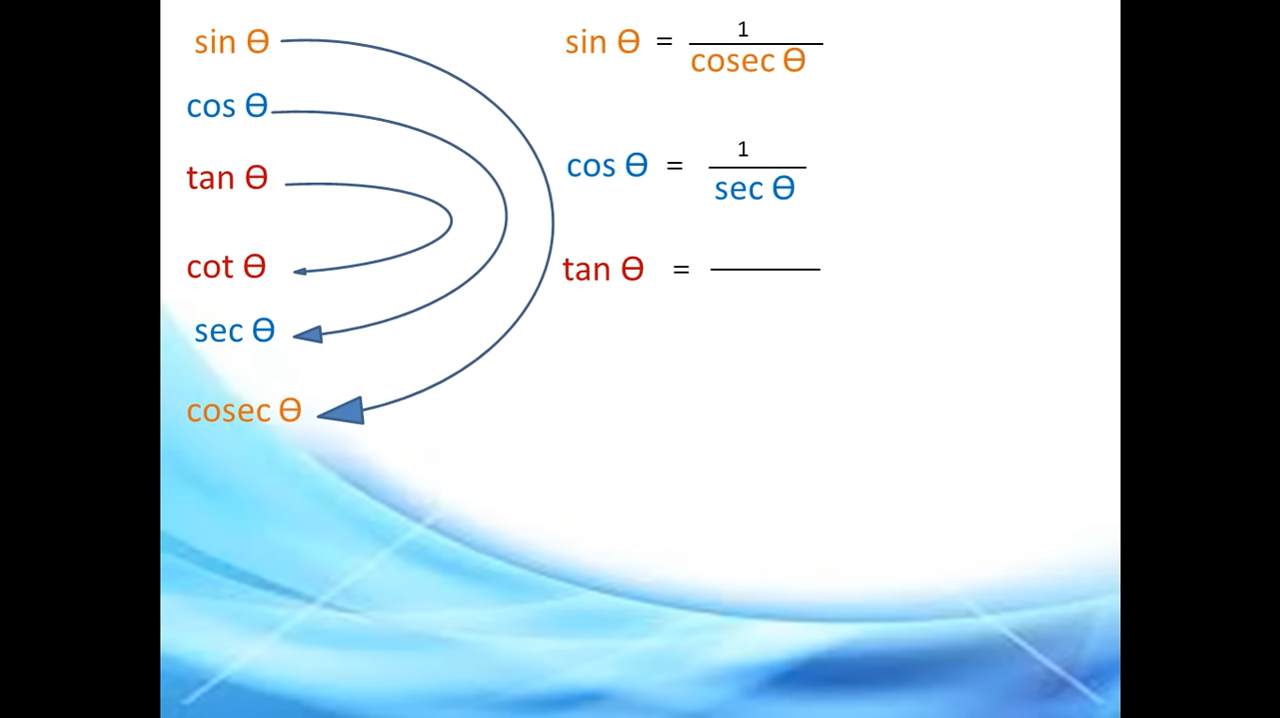 sin Ɵ
cos Ɵ
tan Ɵ
cot Ɵ
sec Ɵ
cosec Ɵ
sin Ɵ = 1
cosec Ɵ
cos Ɵ = 1
sec Ɵ
tan Ɵ =